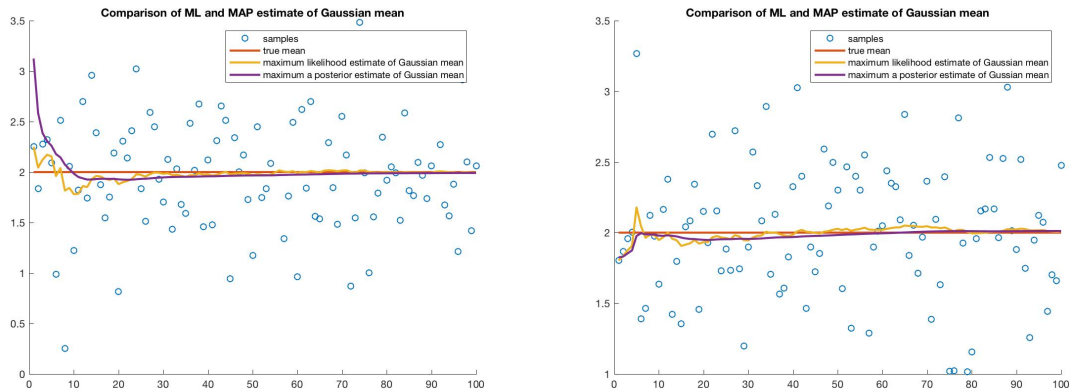 Comparison of ML and MAP estimate of Gaussian mean
3.5
3
2.5
2
1.5
1
0.5
0
samples
true mean
maximum likelihood estimate of Gaussian mean
maximum a posterior estimate of Gussian mean
0 10 20 30 40 50 60 70 80 90 100
Comparison of ML and MAP estimate of Gaussian mean
3.5
3
2.5
2
1.5
1
samples
true mean
maximum likelihood estimate of Gaussian mean
maximum a posterior estimate of Gussian mean
0 10 20 30 40 50 60 70 80 90 100